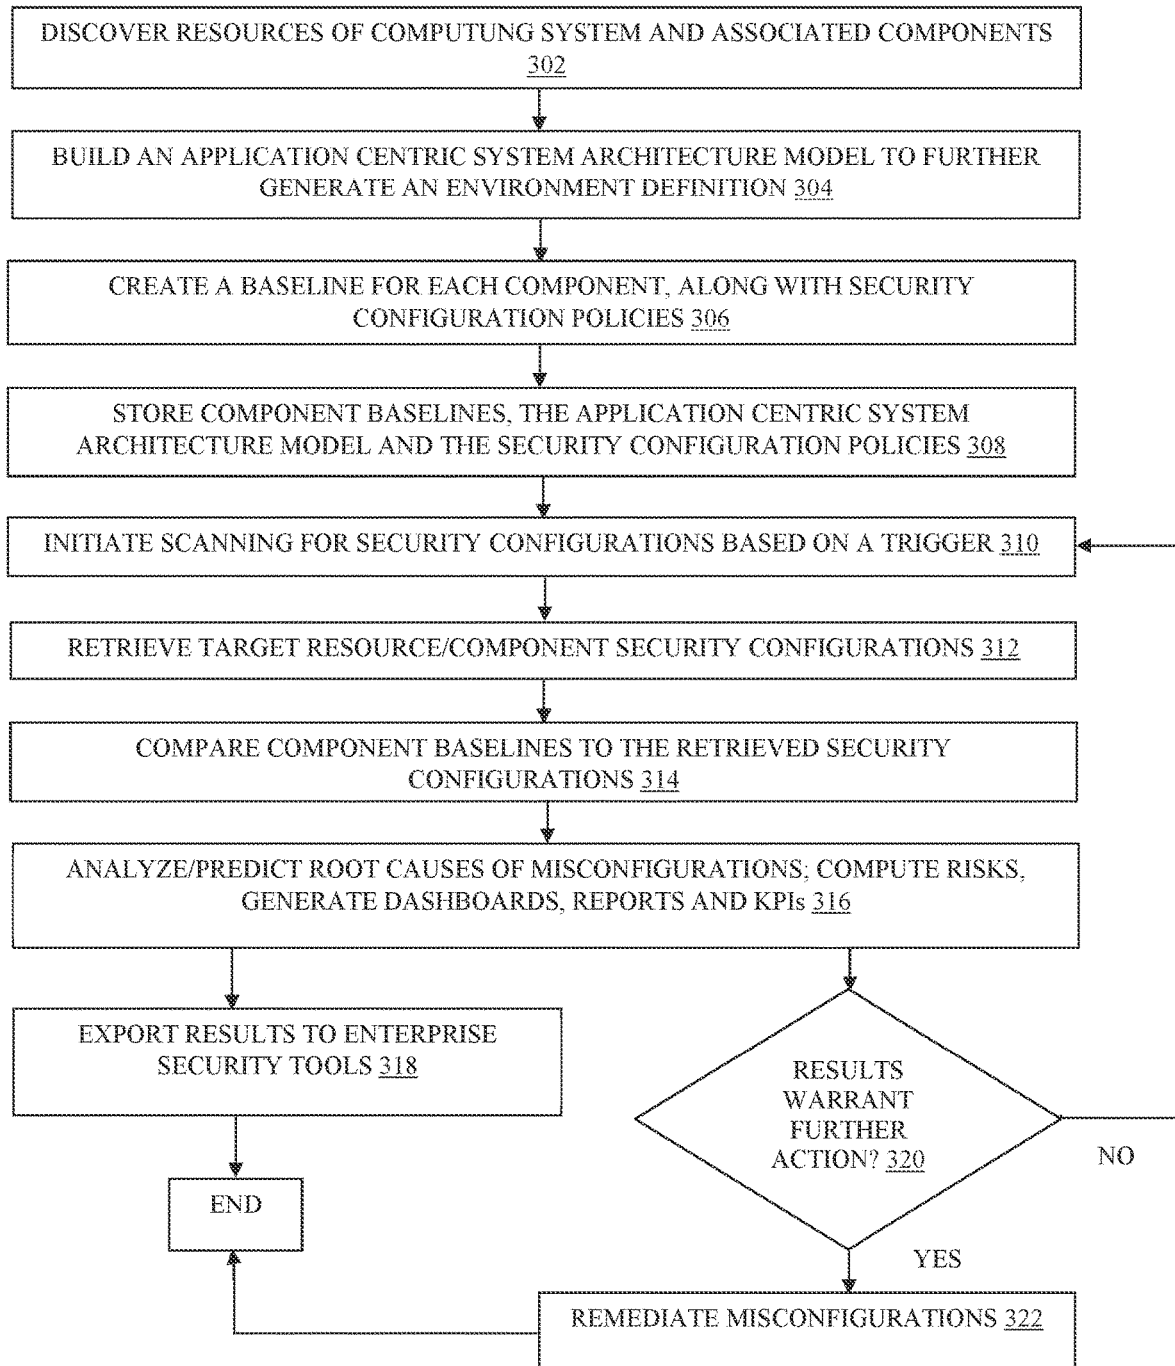 DISCOVER RESOURCES OF COMPUTUNG SYSTEM AND ASSOCIATED COMPONENTS
302
BUILD AN APPLICATION CENTRIC SYSTEM ARCHITECTURE MODEL TO FURTHER
GENERATE AN ENVIRONMENT DEFINITION 304
CREATE A BASELINE FOR EACH COMPONENT, ALONG WITH SECURITY
CONFIGURATION POLICIES 306
STORE COMPONENT BASELINES, THE APPLICATION CENTRIC SYSTEM
ARCHITECTURE MODEL AND THE SECURITY CONFIGURATION POLICIES 308
INITIATE SCANNING FOR SECURITY CONFIGURATIONS BASED ON A TRIGGER 310
RETRIEVE TARGET RESOURCE/COMPONENT SECURITY CONFIGURATIONS 312
COMPARE COMPONENT BASELINES TO THE RETRIEVED SECURITY
CONFIGURATIONS 314
ANALYZE/PREDICT ROOT CAUSES OF MISCONFIGURATIONS; COMPUTE RISKS,
GENERATE DASHBOARDS, REPORTS AND KPIs 316
EXPORT RESULTS TO ENTERPRISE
SECURITY TOOLS 318
RESULTS
WARRANT
FURTHER
ACTION? 320
NO
END
YES
REMEDIATE MISCONFIGURATIONS 322